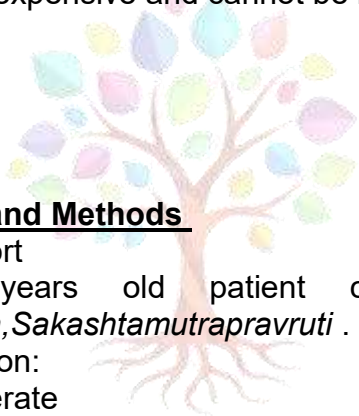 expensive and cannot be
and Methods
ort
years old patient
,Sakashtamutrapravruti .
on:
erate